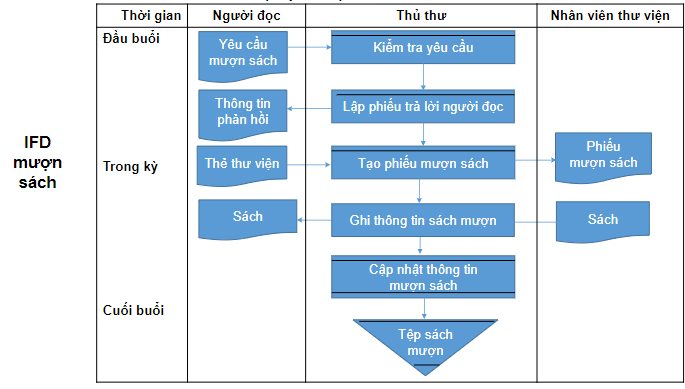 Thời gian
Người đọc
Thủ thư
Nhân viên thư viện
Đầu buổi
Yêu cầu
mượn sách
Kiểm tra yêu cầu
Thông tin
phản hồi
Lập phiếu trả lời người đọc
IFD
mượn
sách
Trong kỳ
Thẻ thư viện
Tạo phiếu mượn sách
Phiếu
mượn sách
Sách
Ghi thông tin sách mượn
Sách
Cập nhật thông tin
mượn sách
Cuối buổi
Tệp sách
mượn